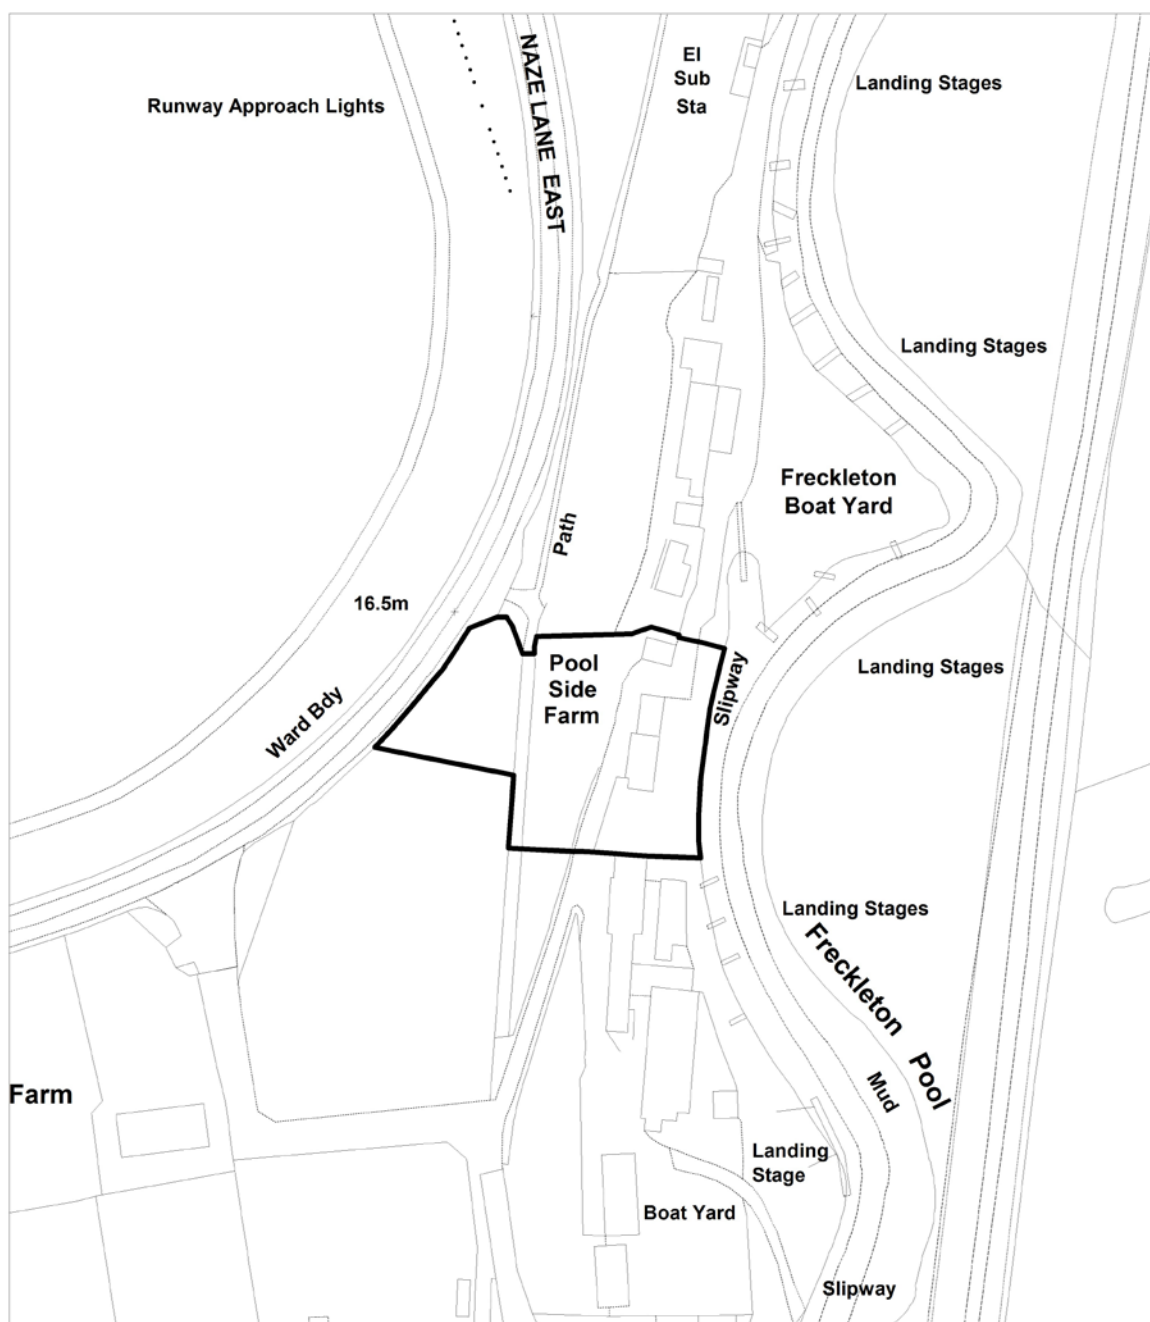 NAZE LANE EAST
El
Sub
Sta
Landing Stages
Runway Approach Lights
Landing Stages
Freckleton
Boat Yard
Path
16.5m
Pool
Side
Farm
Slipway
Landing Stages
Ward Bdy
Landing Stages
Freckleton Pool
Mud
Farm
Landing
Stage
Boat Yard
Slipway